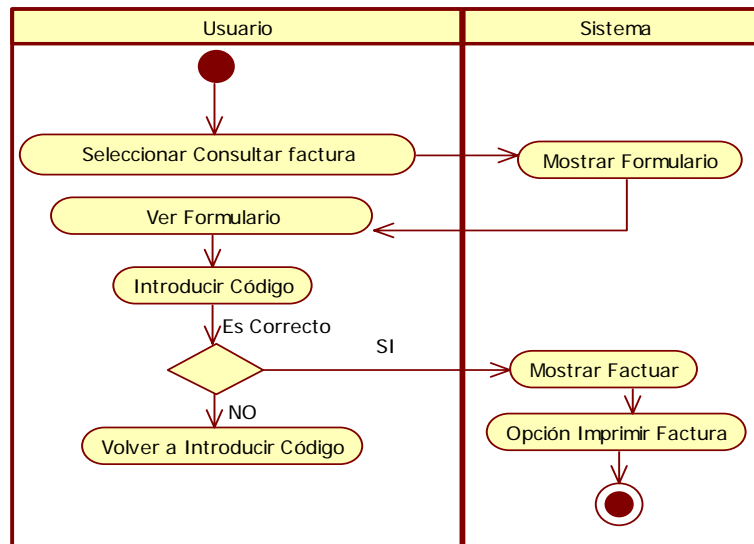 Usuario
Sistema
Seleccionar Consultar factura
Mostrar Formulario
Ver Formulario
Introducir Código
Es Correcto
SI
Mostrar Factuar
NO
Opción Imprimir Factura
Volver a Introducir Código